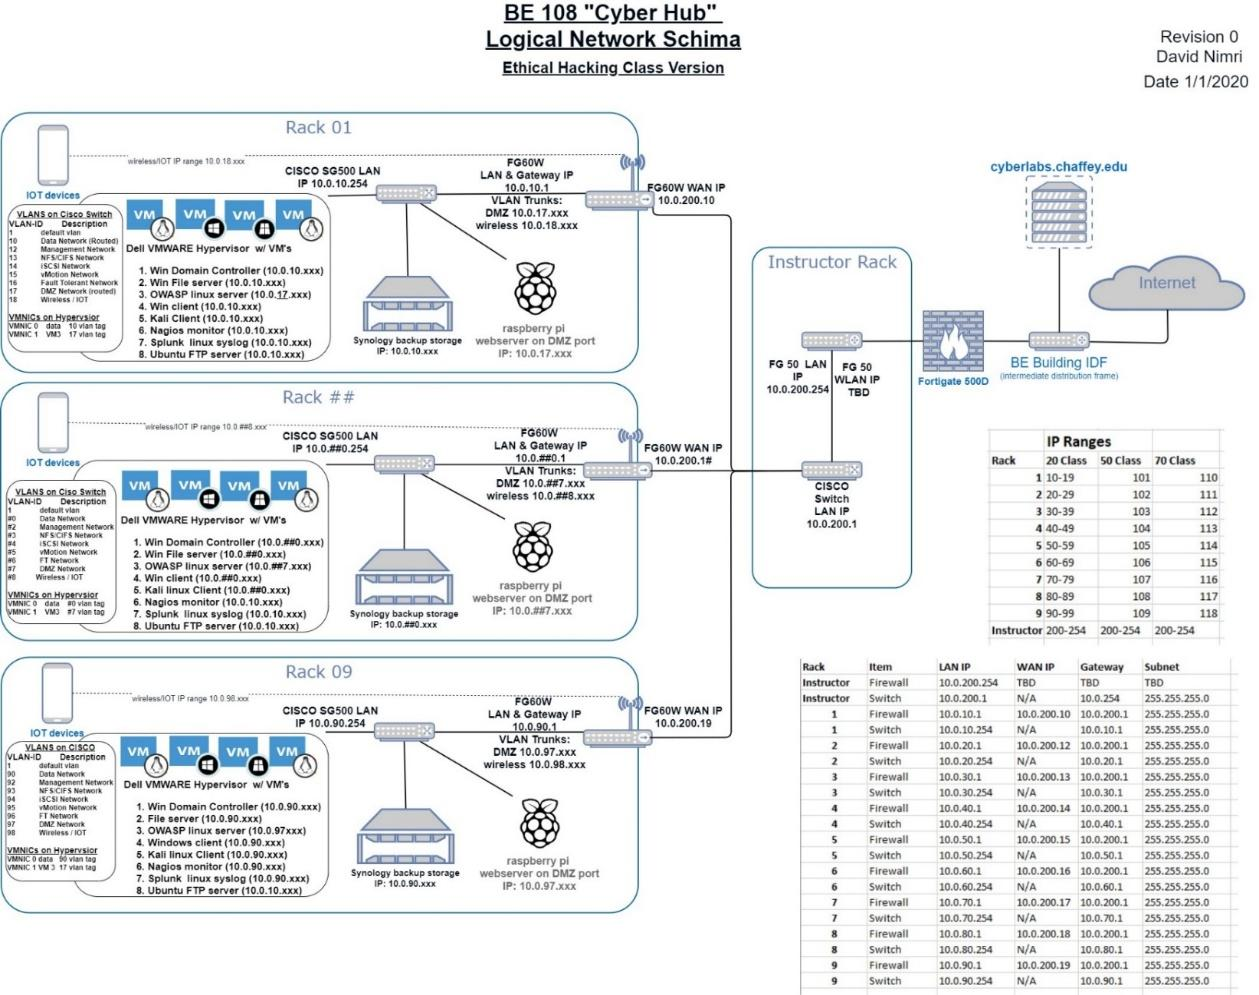 BE 108 "Cyber Hub"
Logical Network Schima
Ethical Hacking Class Version
Revision 0
David Nimri
Date 1/1/2020
Rack 01
wireless/IOT IP range 10.0.18.xxx
IOT devices
CISCO SG500 LAN
IP 10.0.10.254
FG60W
LAN & Gateway IP
10.0.10.1
VLAN Trunks:
DMZ 10.0.17.xxx
wireless 10.0.18.xxx
FG60W WAN IP
10.0.200.10
VLANS on Cisco Switch
VLAN-ID Description
1 default vlan
10 Data Network (Routed)
12 Management Network
13 NFS/CIFS Network
14 iSCSI Network
15 vMotion Network
16 Fault Tolerant Network
17 DMZ Network (routed)
18 Wireless / IOT
VMNICs on Hypervsior
VMNIC 0 data 10 vlan tag
VMNIC 1 VM3 17 vlan tag
VM VM VM VM
Dell VMWARE Hypervisor w/ VM's
1. Win Domain Controller (10.0.10.xxx)
2. Win File server (10.0.10.xxx)
3. OWASP linux server (10.0.17.xxx)
4. Win client (10.0.10.xxx)
5. Kali Client (10.0.10.xxx)
6. Nagios monitor (10.0.10.xxx)
7. Splunk linux syslog (10.0.10.xxx)
8. Ubuntu FTP server (10.0.10.xxx)
Synology backup storage
IP: 10.0.10.xxx
raspberry pi
webserver on DMZ port
IP: 10.0.17.xxx
Rack ##
wireless/IOT IP range 10.0.##8.xxx
IOT devices
CISCO SG500 LAN
IP 10.0.##0.254
FG60W
LAN & Gateway IP
10.0.##0.1
VLAN Trunks:
DMZ 10.0.##7.xxx
wireless 10.0.##8.xxx
FG60W WAN IP
10.0.200.1#
VLANS on Ciso Switch
VLAN-ID Description
1 default vlan
#0 Data Network
#2 Management Network
#3 NFS/CIFS Network
#4 iSCSI Network
#5 vMotion Network
#6 FT Network
#7 DMZ Network
#8 Wireless / IOT
VMNICs on Hypervsior
VMNIC 0 data #0 vlan tag
VMNIC 1 VM3 #7 vlan tag
VM VM VM VM
Dell VMWARE Hypervisor w/ VM's
1. Win Domain Controller (10.0.##0.xxx)
2. Win File server (10.0.##0.xxx)
3. OWASP linux server (10.0.##7.xxx)
4. Win client (10.0.##0.xxx)
5. Kali linux Client (10.0.##0.xxx)
6. Nagios monitor (10.0.10.xxx)
7. Splunk linux syslog (10.0.10.xxx)
8. Ubuntu FTP server (10.0.10.xxx)
Synology backup storage
IP: 10.0.##0.xxx
raspberry pi
webserver on DMZ port
IP: 10.0.##7.xxx
Rack 09
wireless/IOT IP range 10.0.98.xxx
IOT devices
CISCO SG500 LAN
IP 10.0.90.254
FG60W
LAN & Gateway IP
10.0.90.1
VLAN Trunks:
DMZ 10.0.97.xxx
wireless 10.0.98.xxx
FG60W WAN IP
10.0.200.19
VLANS on CISCO
VLAN-ID Description
1 default vlan
90 Data Network
92 Management Network
93 NFS/CIFS Network
94 iSCSI Network
95 vMotion Network
96 FT Network
97 DMZ Network
98 Wireless / IOT
VMNICs on Hypervsior
VMNIC 0 data 90 vlan tag
VMNIC 1 VM 3 17 vlan tag
VM VM VM VM
Dell VMWARE Hypervisor w/ VM's
1. Win Domain Controller (10.0.90.xxx)
2. File server (10.0.90.xxx)
3. OWASP linux server (10.0.97xxx)
4. Windows client (10.0.90.xxx)
5. Kali linux Client (10.0.90.xxx)
6. Nagios monitor (10.0.90.xxx)
7. Splunk linux syslog (10.0.90.xxx)
8. Ubuntu FTP server (10.0.10.xxx)
Synology backup storage
IP: 10.0.90.xxx
raspberry pi
webserver on DMZ port
IP: 10.0.97.xxx
Instructor Rack
FG 50 LAN
IP
10.0.200.254
FG 50
WLAN IP
TBD
CISCO
Switch
LAN IP
10.0.200.1
Fortigate 500D
cyberlabs.chaffey.edu
Internet
BE Building IDF
(intermediate distribution frame)
IP Ranges
Rack 20 Class 50 Class 70 Class
1 10-19 101 110
2 20-29 102 111
3 30-39 103 112
4 40-49 104 113
5 50-59 105 114
6 60-69 106 115
7 70-79 107 116
8 80-89 108 117
9 90-99 109 118
Instructor 200-254 200-254 200-254
Rack Item LAN IP WAN IP Gateway Subnet
Instructor Firewall 10.0.200.254 TBD TBD TBD
Instructor Switch 10.0.200.1 N/A 10.0.254 255.255.255.0
1 Firewall 10.0.10.1 10.0.200.10 10.0.200.1 255.255.255.0
1 Switch 10.0.10.254 N/A 10.0.10.1 255.255.255.0
2 Firewall 10.0.20.1 10.0.200.12 10.0.200.1 255.255.255.0
2 Switch 10.0.20.254 N/A 10.0.20.1 255.255.255.0
3 Firewall 10.0.30.1 10.0.200.13 10.0.200.1 255.255.255.0
3 Switch 10.0.30.254 N/A 10.0.30.1 255.255.255.0
4 Firewall 10.0.40.1 10.0.200.14 10.0.200.1 255.255.255.0
4 Switch 10.0.40.254 N/A 10.0.40.1 255.255.255.0
5 Firewall 10.0.50.1 10.0.200.15 10.0.200.1 255.255.255.0
5 Switch 10.0.50.254 N/A 10.0.50.1 255.255.255.0
6 Firewall 10.0.60.1 10.0.200.16 10.0.200.1 255.255.255.0
6 Switch 10.0.60.254 N/A 10.0.60.1 255.255.255.0
7 Firewall 10.0.70.1 10.0.200.17 10.0.200.1 255.255.255.0
7 Switch 10.0.70.254 N/A 10.0.70.1 255.255.255.0
8 Firewall 10.0.80.1 10.0.200.18 10.0.200.1 255.255.255.0
8 Switch 10.0.80.254 N/A 10.0.80.1 255.255.255.0
9 Firewall 10.0.90.1 10.0.200.19 10.0.200.1 255.255.255.0
9 Switch 10.0.90.254 N/A 10.0.90.1 255.255.255.0